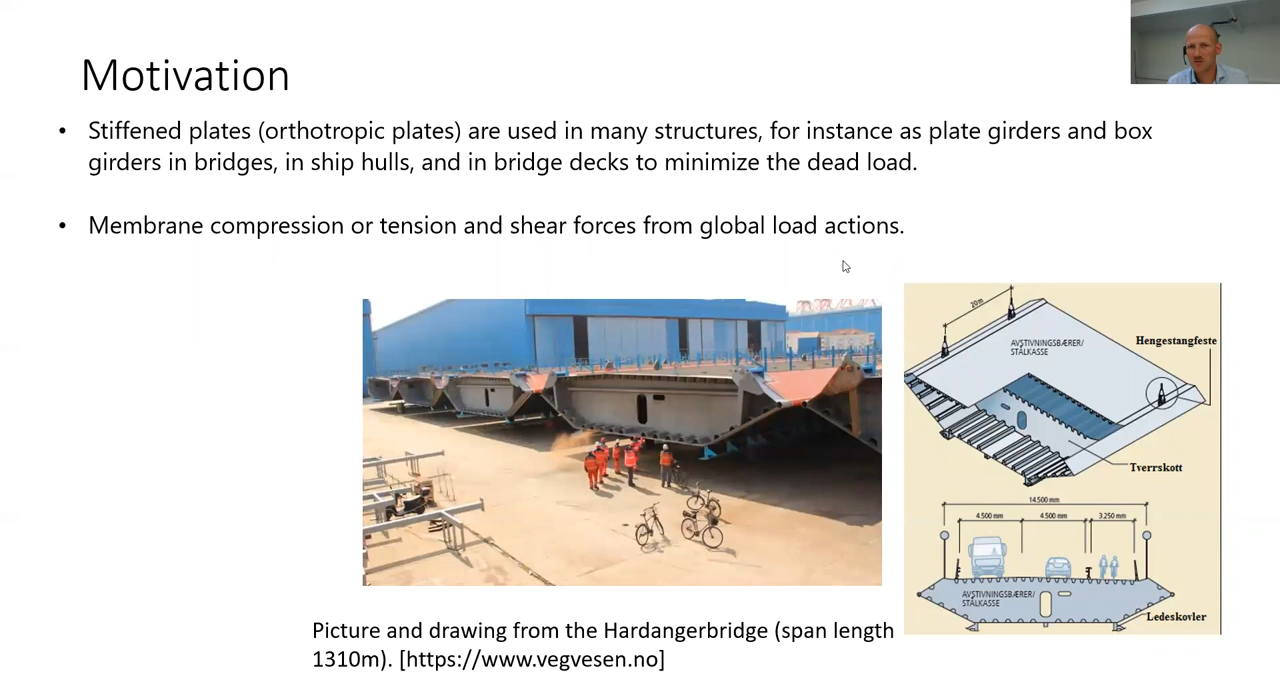 Motivation
• Stiffened plates (orthotropic plates) are used in many structures, for instance as plate girders and box
girders in bridges, in ship hulls, and in bridge decks to minimize the dead load.
• Membrane compression or tension and shear forces from global load actions.
20m
AVSTIVNINGSBÆRER/
STÅLKASSE
Hengestangfeste
Tverrskott
14.500 mm
4.500 mm 4.500 mm 3.250 mm
AVSTIVNINGSBÆRER/
STÅLKASSE
Ledeskovler
Picture and drawing from the Hardangerbridge (span length
1310m). [https://www.vegvesen.no]